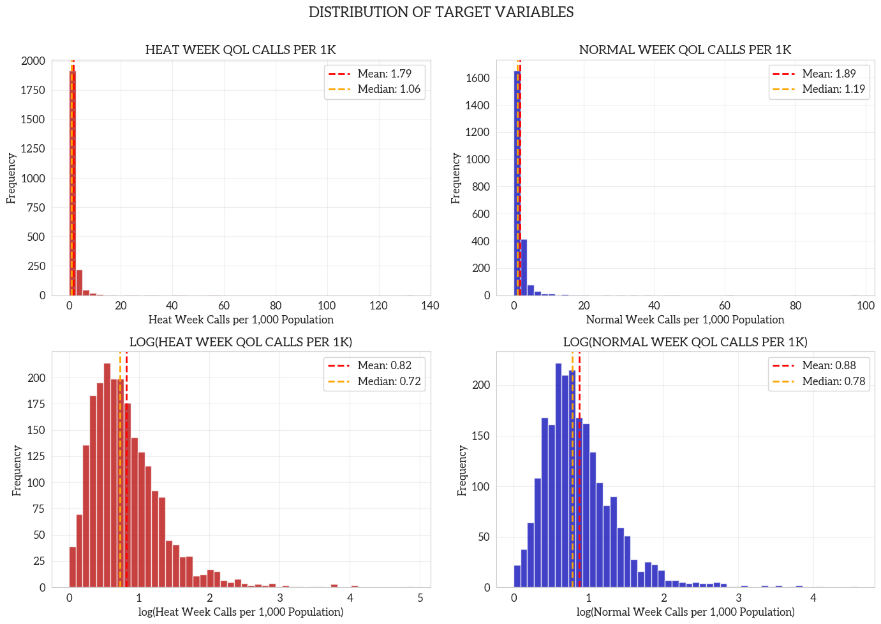 DISTRIBUTION OF TARGET VARIABLES
HEAT WEEK QOL CALLS PER 1K
2000
1750
1500
1250
1000
750
500
250
0
Frequency
Mean: 1.79
Median: 1.06
0 20 40 60 80 100 120 140
Heat Week Calls per 1,000 Population
NORMAL WEEK QOL CALLS PER 1K
1600
1400
1200
1000
800
600
400
200
0
Frequency
Mean: 1.89
Median: 1.19
0 20 40 60 80 100
Normal Week Calls per 1,000 Population
LOG(HEAT WEEK QOL CALLS PER 1K)
200
175
150
125
100
75
50
25
0
Frequency
Mean: 0.82
Median: 0.72
0 1 2 3 4 5
log(Heat Week Calls per 1,000 Population)
LOG(NORMAL WEEK QOL CALLS PER 1K)
200
150
100
50
0
Frequency
Mean: 0.88
Median: 0.78
0 1 2 3 4
log(Normal Week Calls per 1,000 Population)